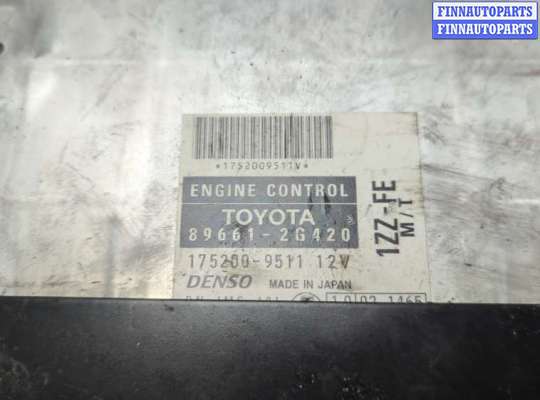 FINNAUTOPARTS
FINNAUTOPARTS
*1752009511V*
ENGINE CONTROL
TOYOTA
89661-2G420
1ZZ-FE
M/T
175200-9511 12V
DENSO MADE IN JAPAN